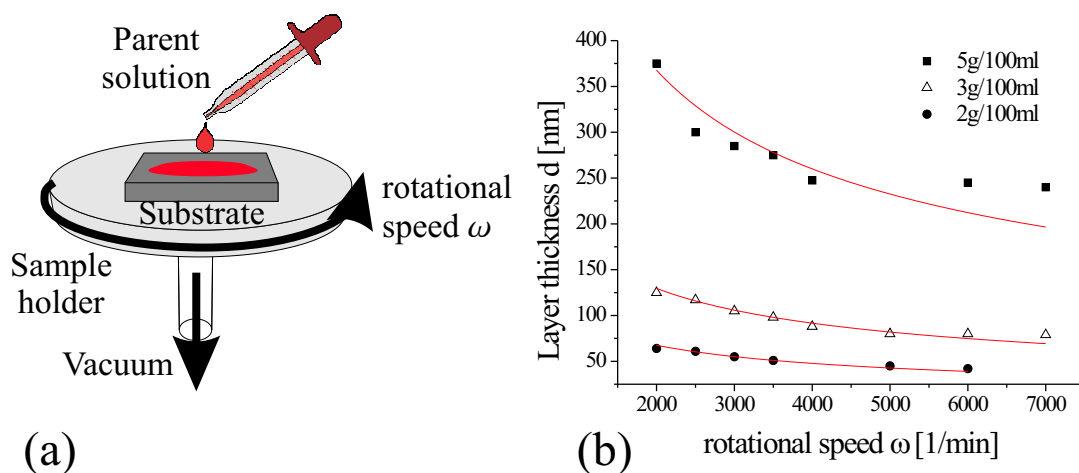 Parent
solution
Substrate
rotational
speed ω
Sample
holder
Vacuum
(a)
400
350
300
250
200
150
100
50
Layer thickness d [nm]
5g/100ml
3g/100ml
2g/100ml
2000 3000 4000 5000 6000 7000
rotational speed ω [1/min]
(b)